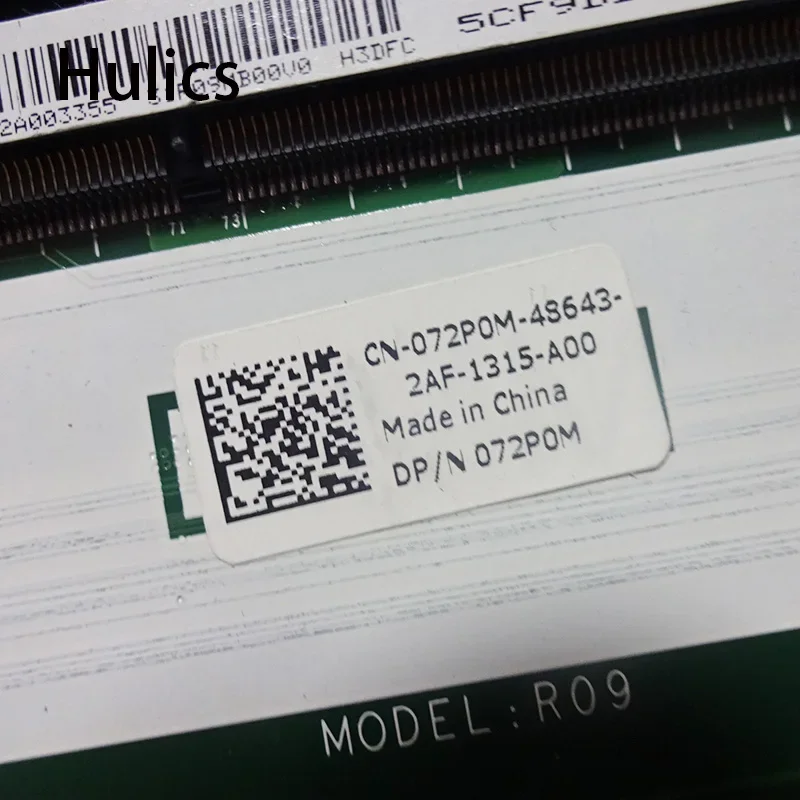 5CF9
Hulics
2A003355 B00V0 H3DFC
71 73
CN-072P0M-48643-
2AF-1315-A00
Made in China
DP/N 072P0M
MODEL: R09